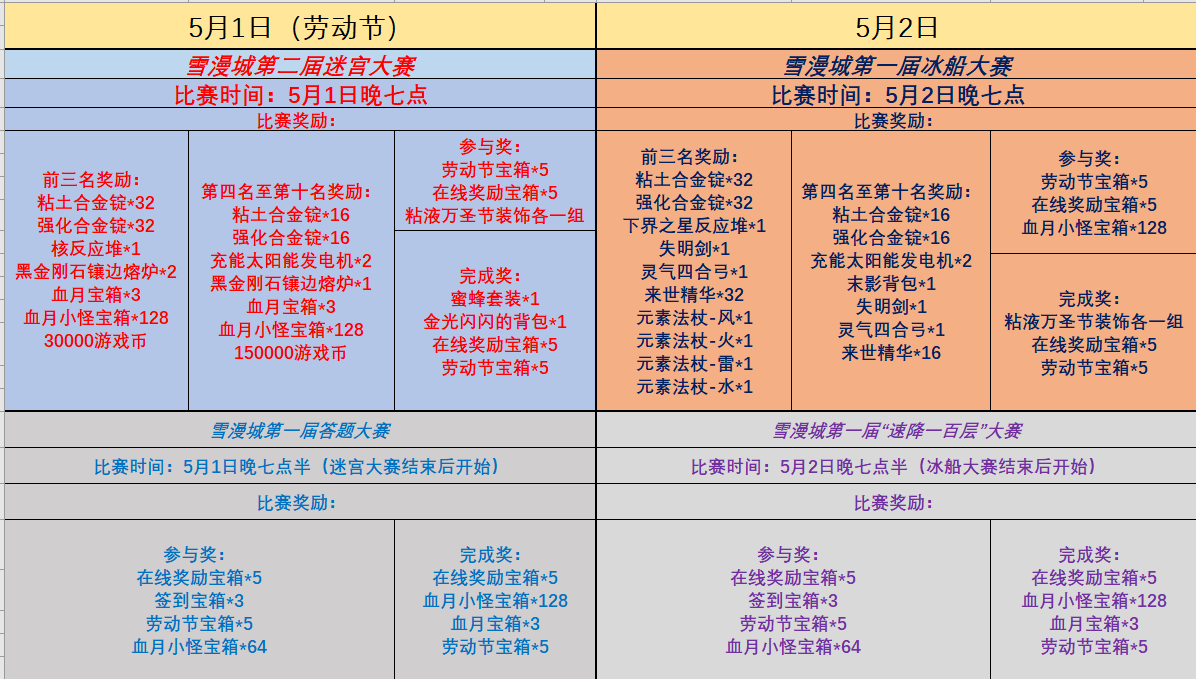 5月1日（劳动节）
雪漫城第二届迷宫大赛
比赛时间：5月1日晚七点
比赛奖励：
前三名奖励：
粘土合金锭*32
强化合金锭*32
核反应堆*1
黑金刚石镶边熔炉*2
血月宝箱*3
血月小怪宝箱*128
30000游戏币
第四名至第十名奖励：
粘土合金锭*16
强化合金锭*16
充能太阳能发电机*2
黑金刚石镶边熔炉*1
血月宝箱*3
血月小怪宝箱*128
150000游戏币
参与奖：
劳动节宝箱*5
在线奖励宝箱*5
粘液万圣节装饰各一组
完成奖：
蜜蜂套装*1
金光闪闪的背包*1
在线奖励宝箱*5
劳动节宝箱*5
雪漫城第一届答题大赛
比赛时间：5月1日晚七点半（迷宫大赛结束后开始）
比赛奖励：
参与奖：
在线奖励宝箱*5
签到宝箱*3
劳动节宝箱*5
血月小怪宝箱*64
完成奖：
在线奖励宝箱*5
血月小怪宝箱*128
血月宝箱*3
劳动节宝箱*5
5月2日
雪漫城第一届冰船大赛
比赛时间：5月2日晚七点
比赛奖励：
前三名奖励：
粘土合金锭*32
强化合金锭*32
下界之星反应堆*1
失明剑*1
灵气四合弓*1
来世精华*32
元素法杖-风*1
元素法杖-火*1
元素法杖-雷*1
元素法杖-水*1
第四名至第十名奖励：
粘土合金锭*16
强化合金锭*16
充能太阳能发电机*2
末影背包*1
失明剑*1
灵气四合弓*1
来世精华*16
参与奖：
劳动节宝箱*5
在线奖励宝箱*5
血月小怪宝箱*128
完成奖：
粘液万圣节装饰各一组
在线奖励宝箱*5
劳动节宝箱*5
雪漫城第一届“速降一百层”大赛
比赛时间：5月2日晚七点半（冰船大赛结束后开始）
比赛奖励：
参与奖：
在线奖励宝箱*5
签到宝箱*3
劳动节宝箱*5
血月小怪宝箱*64
完成奖：
在线奖励宝箱*5
血月小怪宝箱*128
血月宝箱*3
劳动节宝箱*5